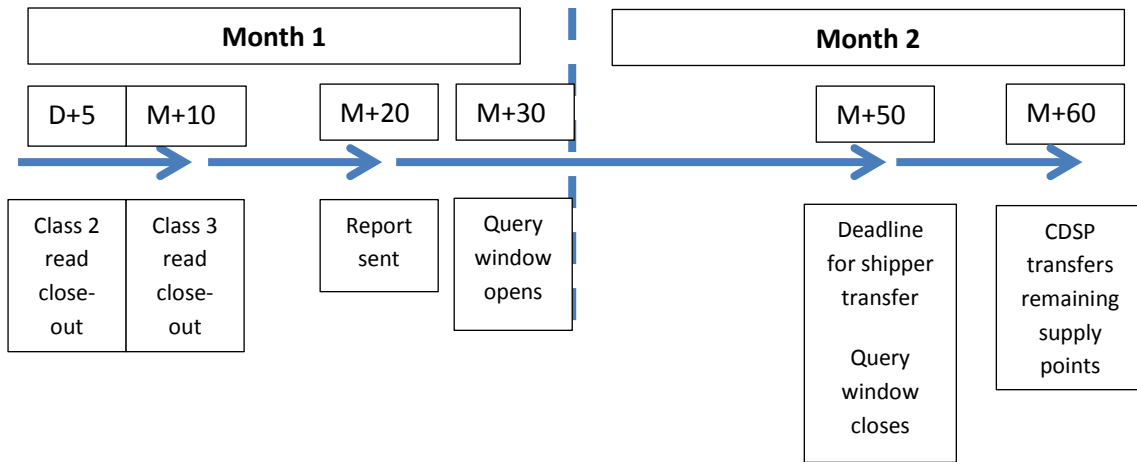 Month 1
Month 2
D+5
M+10
M+20
M+30
M+50
M+60
Class 2
read
close-
out
Class 3
read
close-
out
Report
sent
Query
window
opens
Deadline
for shipper
transfer
Query
window
closes
CDSP
transfers
remaining
supply
points